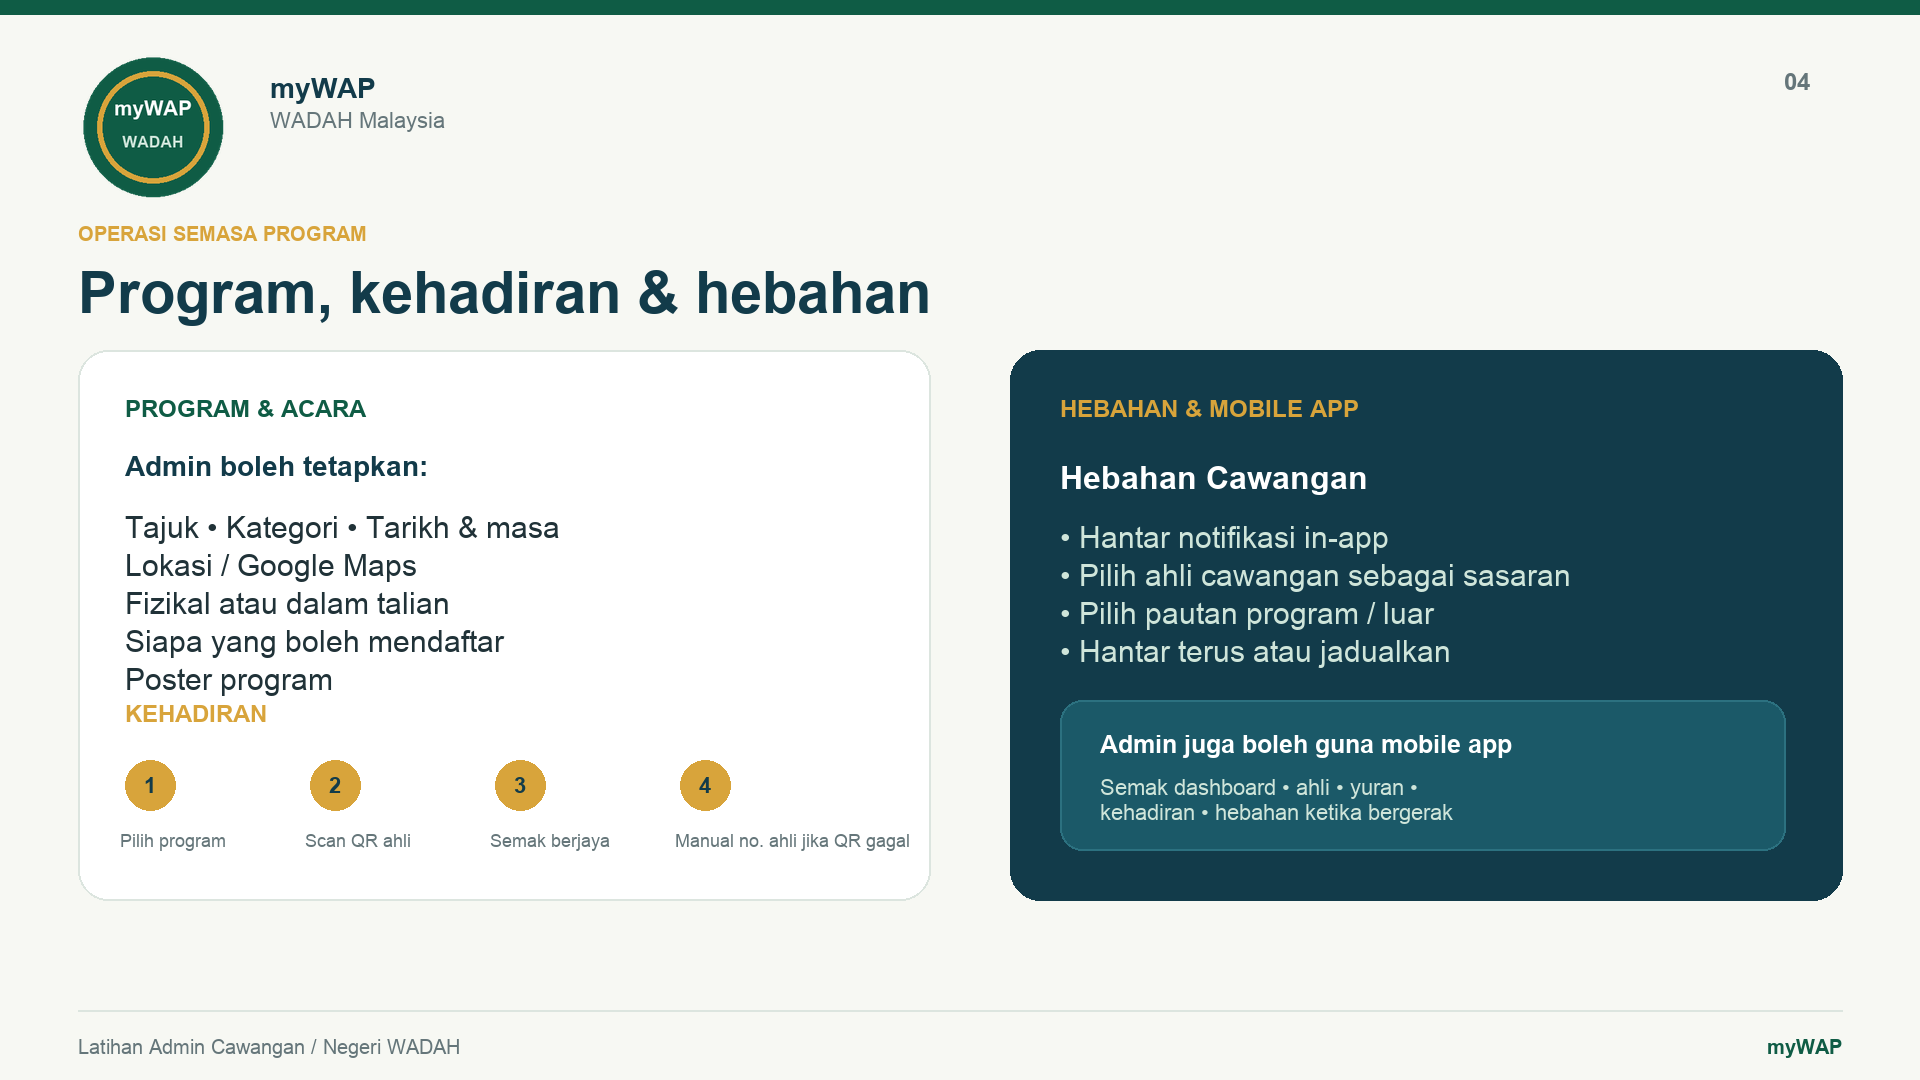 myWAP
WADAH
myWAP
WADAH Malaysia
04
OPERASI SEMASA PROGRAM
Program, kehadiran & hebahan
PROGRAM & ACARA
Admin boleh tetapkan:
Tajuk • Kategori • Tarikh & masa
Lokasi / Google Maps
Fizikal atau dalam talian
Siapa yang boleh mendaftar
Poster program
KEHADIRAN
1
2
3
4
Pilih program
Scan QR ahli
Semak berjaya
Manual no. ahli jika QR gagal
HEBAHAN & MOBILE APP
Hebahan Cawangan
• Hantar notifikasi in-app
• Pilih ahli cawangan sebagai sasaran
• Pilih pautan program / luar
• Hantar terus atau jadualkan
Admin juga boleh guna mobile app
Semak dashboard • ahli • yuran •
kehadiran • hebahan ketika bergerak
Latihan Admin Cawangan / Negeri WADAH
myWAP